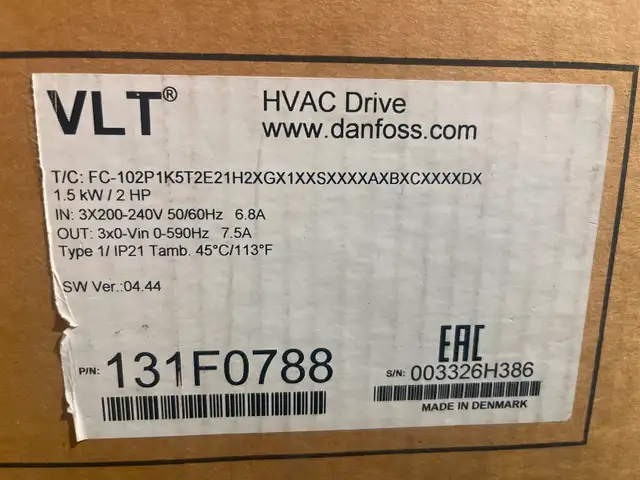 VLT®
HVAC Drive
www.danfoss.com
T/C: FC-102P1K5T2E21H2XGX1XXSXXXXAXBXCXXXXDX
1.5 kW / 2 HP
IN: 3X200-240V 50/60Hz 6.8A
OUT: 3x0-Vin 0-590Hz 7.5A
Type 1/ IP21 Tamb. 45°C/113°F
SW Ver.:04.44
P/N: 131F0788
EAC
S/N: 003326H386
MADE IN DENMARK